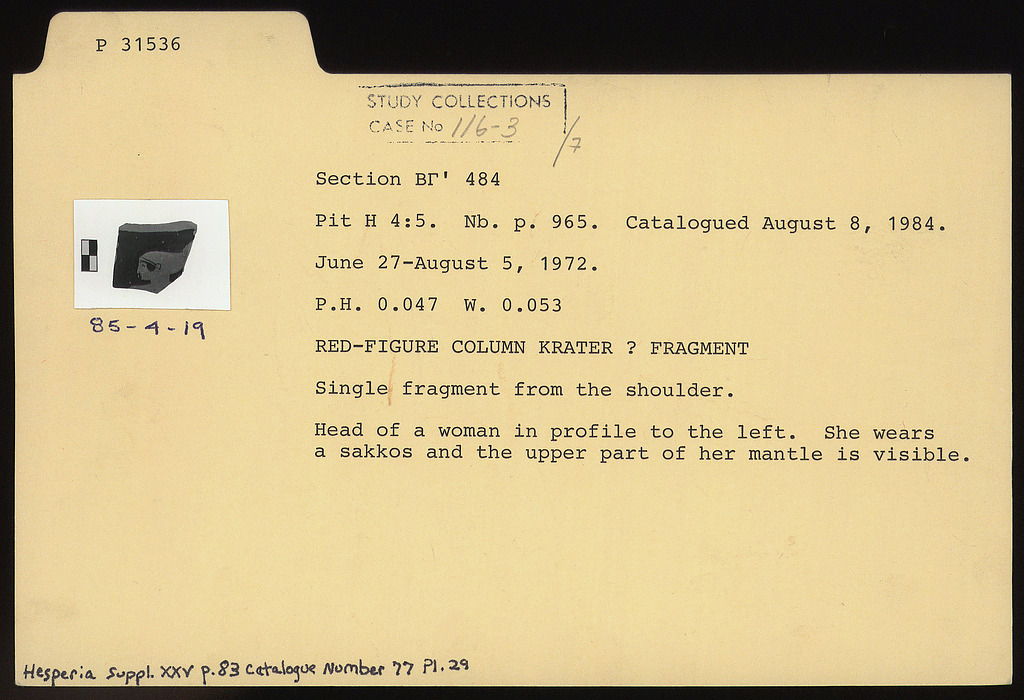 P 31536
STUDY COLLECTIONS
CASE No 116-3/7
Section ΒΓ' 484
Pit H 4:5. Nb. p. 965. Catalogued August 8, 1984.
June 27-August 5, 1972.
P.H. 0.047 W. 0.053
85-4-19
RED-FIGURE COLUMN KRATER ? FRAGMENT
Single fragment from the shoulder.
Head of a woman in profile to the left. She wears
a sakkos and the upper part of her mantle is visible.
Hesperia Suppl. XXV p.83 Catalogue Number 77 Pl.29